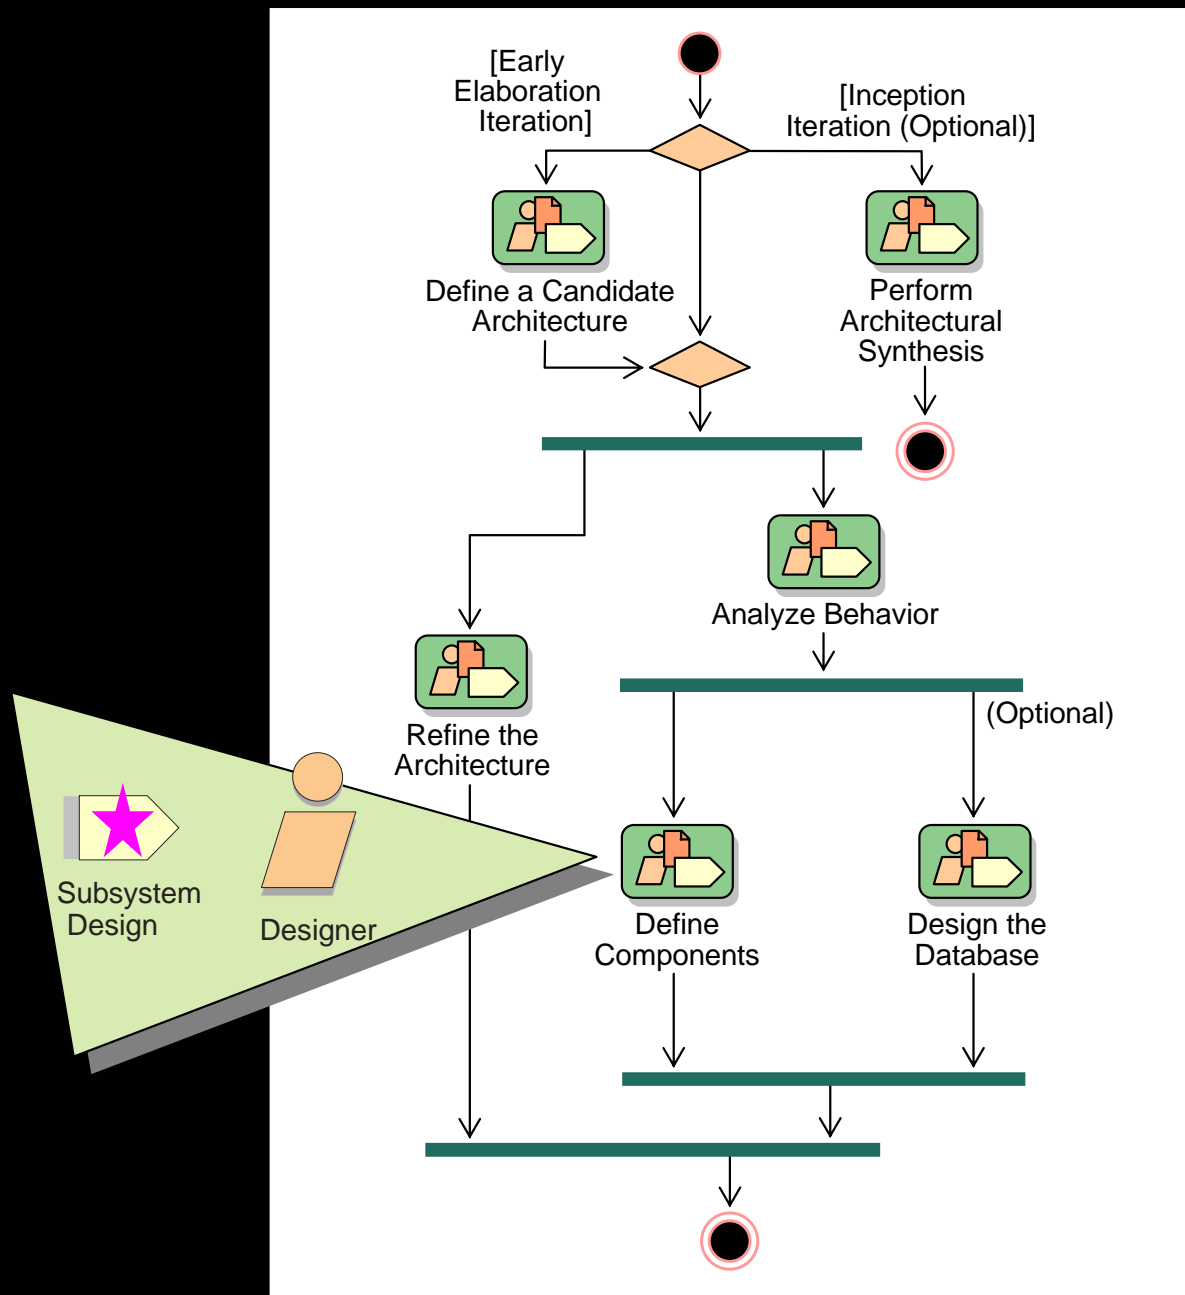 [Early
Elaboration
Iteration]
[Inception
Iteration (Optional)]
Define a Candidate
Architecture
Perform
Architectural
Synthesis
Analyze Behavior
(Optional)
Refine the
Architecture
Subsystem
Design
Designer
Define
Components
Design the
Database